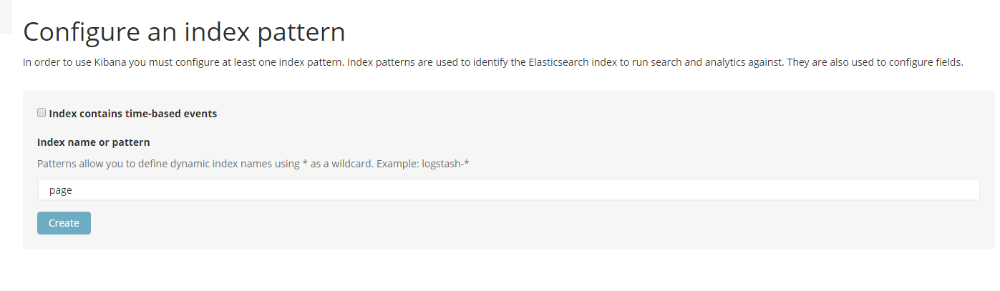 Configure an index pattern
In order to use Kibana you must configure at least one index pattern. Index patterns are used to identify the Elasticsearch index to run search and analytics against. They are also used to configure fields.
Index contains time-based events
Index name or pattern
Patterns allow you to define dynamic index names using * as a wildcard. Example: logstash-*
page
Create